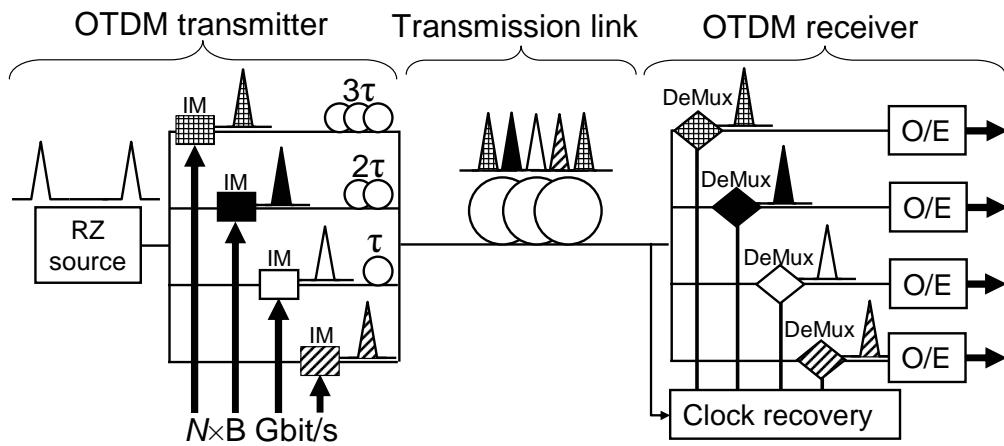 OTDM transmitter
Transmission link
OTDM receiver
IM
3τ
DeMux
O/E
IM
2τ
DeMux
O/E
RZ
source
IM
τ
DeMux
O/E
IM
DeMux
O/E
N×B Gbit/s
Clock recovery